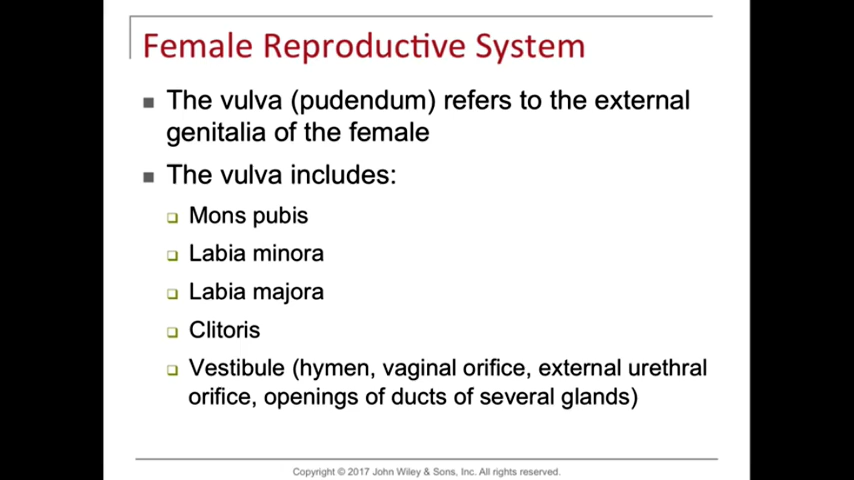 Female Reproductive System
The vulva (pudendum) refers to the external
genitalia of the female
The vulva includes:
Mons pubis
Labia minora
Labia majora
Clitoris
Vestibule (hymen, vaginal orifice, external urethral
orifice, openings of ducts of several glands)
Copyright © 2017 John Wiley & Sons, Inc. All rights reserved.